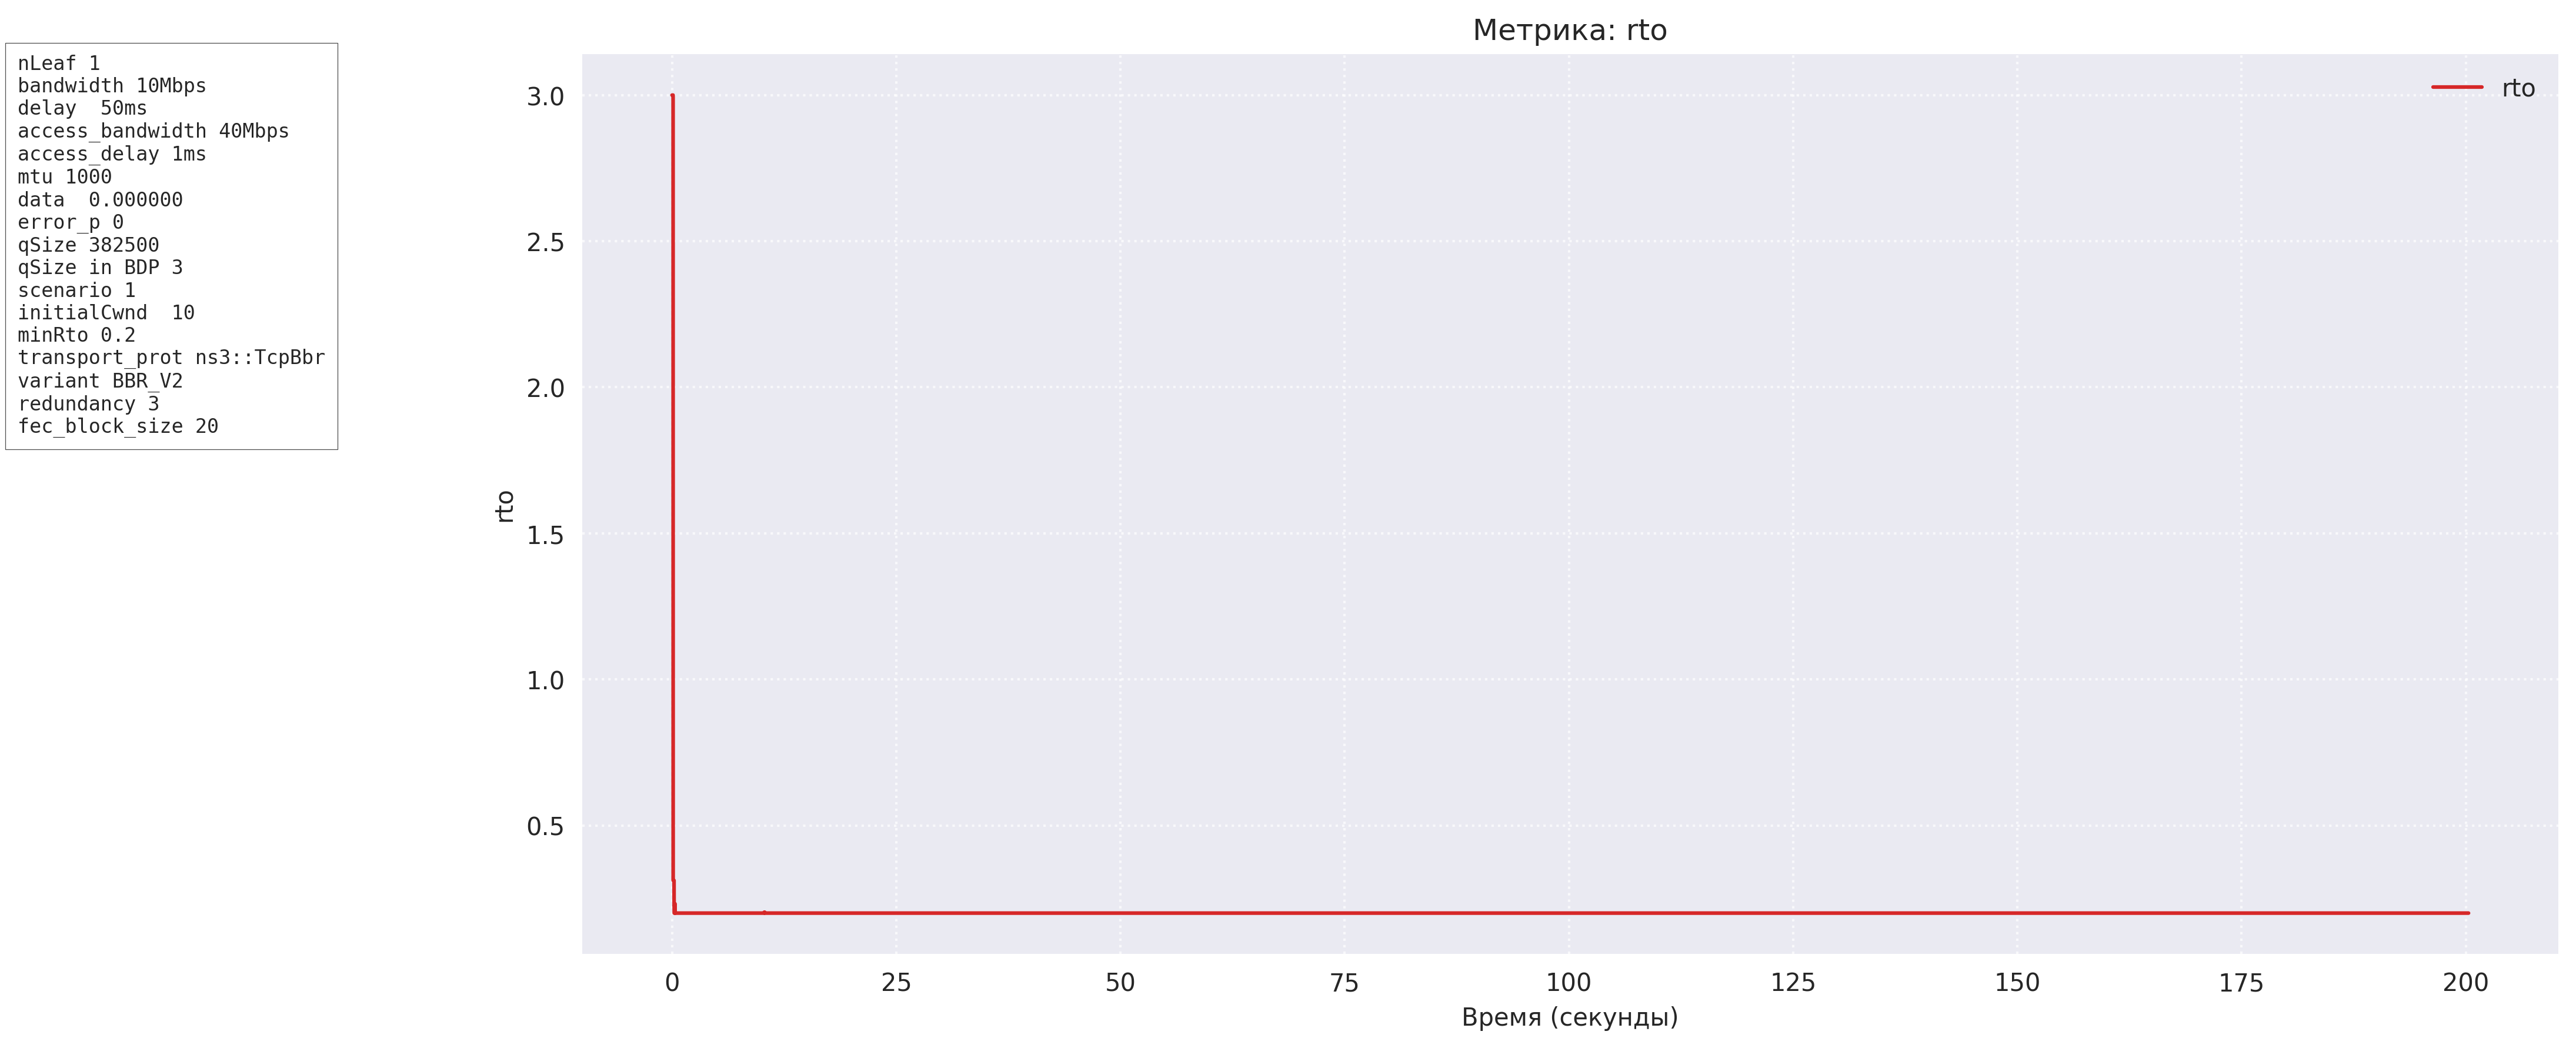 Метрика: rto
nLeaf 1
bandwidth 10Mbps
delay  50ms
access_bandwidth 40Mbps
access_delay 1ms
mtu 1000
data  0.000000
error_p 0
qSize 382500
qSize in BDP 3
scenario 1
initialCwnd  10
minRto 0.2
transport_prot ns3::TcpBbr
variant BBR_V2
redundancy 3
fec_block_size 20
rto
3.0
2.5
2.0
1.5
1.0
0.5
rto
0 25 50 75 100 125 150 175 200
Время (секунды)